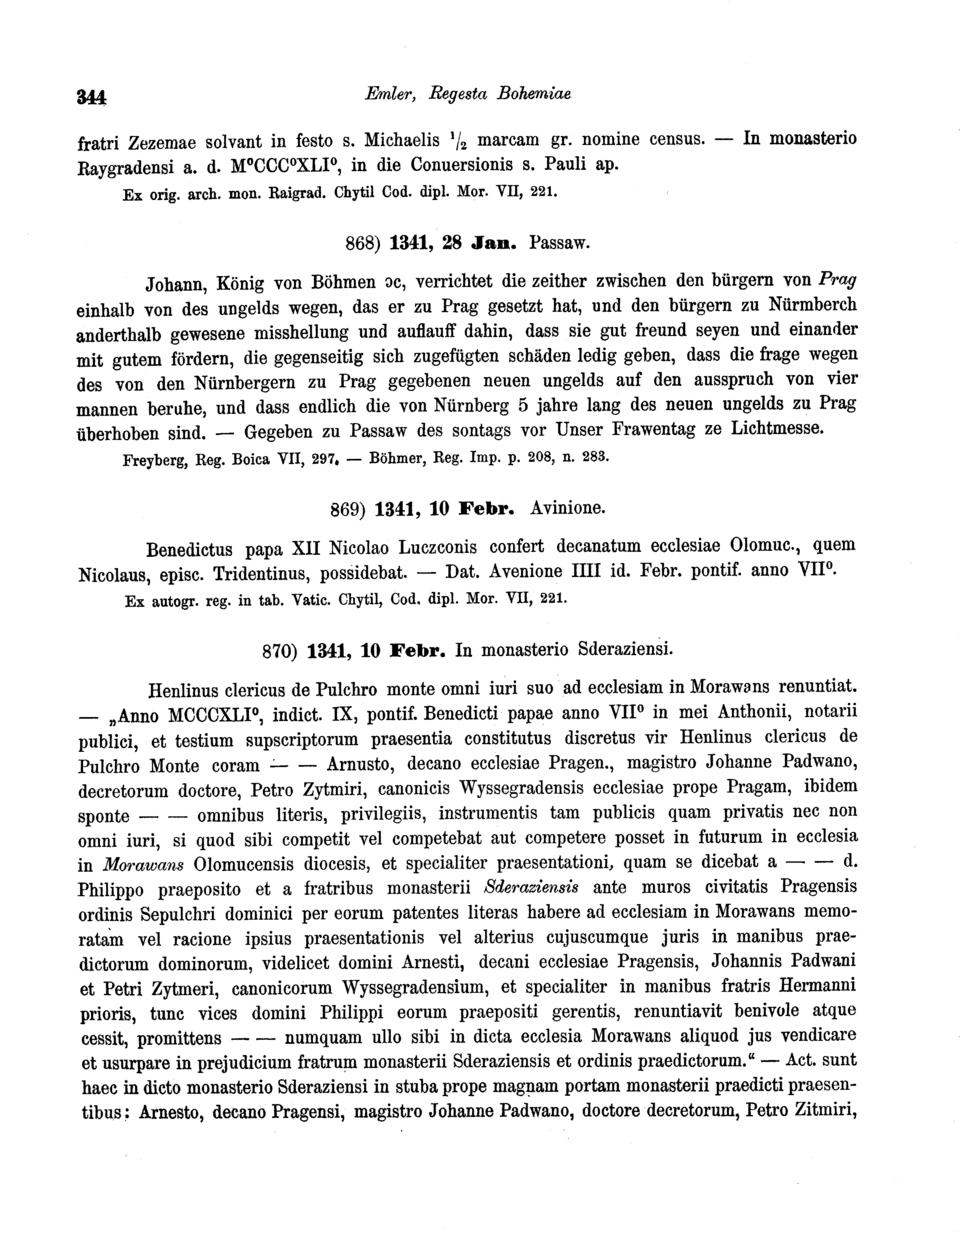 344
Emler, Regesta Bohemiae
fratri Zezemae solvant in festo s. Michaelis 1/2 marcam gr. nomine census. — In monasterio
Raygradensi a. d. M⁰CCC⁰XLI⁰, in die Conuersionis s. Pauli ap.
Ex orig. arch. mon. Raigrad. Chytil Cod. dipl. Mor. VII, 221.
868) 1341, 28 Jan. Passaw.
Johann, König von Böhmen ɔc, verrichtet die zeither zwischen den bürgern von Prag
einhalb von des ungelds wegen, das er zu Prag gesetzt hat, und den bürgern zu Nürmberch
anderthalb gewesene misshellung und auflauff dahin, dass sie gut freund seyen und einander
mit gutem fördern, die gegenseitig sich zugefügten schäden ledig geben, dass die frage wegen
des von den Nürnbergern zu Prag gegebenen neuen ungelds auf den ausspruch von vier
mannen beruhe, und dass endlich die von Nürnberg 5 jahre lang des neuen ungelds zu Prag
überhoben sind. — Gegeben zu Passaw des sontags vor Unser Frawentag ze Lichtmesse.
Freyberg, Reg. Boica VII, 297. — Böhmer, Reg. Imp. p. 208, n. 283.
869) 1341, 10 Febr. Avinione.
Benedictus papa XII Nicolao Luczconis confert decanatum ecclesiae Olomuc., quem
Nicolaus, episc. Tridentinus, possidebat. — Dat. Avenione IIII id. Febr. pontif. anno VII⁰.
Ex autogr. reg. in tab. Vatic. Chytil, Cod. dipl. Mor. VII, 221.
870) 1341, 10 Febr. In monasterio Sderaziensi.
Henlinus clericus de Pulchro monte omni iuri suo ad ecclesiam in Morawans renuntiat.
— „Anno MCCCXLI⁰, indict. IX, pontif. Benedicti papae anno VII⁰ in mei Anthonii, notarii
publici, et testium supscriptorum praesentia constitutus discretus vir Henlinus clericus de
Pulchro Monte coram — — Arnusto, decano ecclesiae Pragen., magistro Johanne Padwano,
decretorum doctore, Petro Zytmiri, canonicis Wyssegradensis ecclesiae prope Pragam, ibidem
sponte — — omnibus literis, privilegiis, instrumentis tam publicis quam privatis nec non
omni iuri, si quod sibi competit vel competebat aut competere posset in futurum in ecclesia
in Morawans Olomucensis diocesis, et specialiter praesentationi, quam se dicebat a — — d.
Philippo praeposito et a fratribus monasterii Sderaziensis ante muros civitatis Pragensis
ordinis Sepulchri dominici per eorum patentes literas habere ad ecclesiam in Morawans memo-
ratam vel racione ipsius praesentationis vel alterius cujuscumque juris in manibus prae-
dictorum dominorum, videlicet domini Arnesti, decani ecclesiae Pragensis, Johannis Padwani
et Petri Zytmeri, canonicorum Wyssegradensium, et specialiter in manibus fratris Hermanni
prioris, tunc vices domini Philippi eorum praepositi gerentis, renuntiavit benivole atque
cessit, promittens — — numquam ullo sibi in dicta ecclesia Morawans aliquod jus vendicare
et usurpare in prejudicium fratrum monasterii Sderaziensis et ordinis praedictorum.“ — Act. sunt
haec in dicto monasterio Sderaziensi in stuba prope magnam portam monasterii praedicti praesen-
tibus: Arnesto, decano Pragensi, magistro Johanne Padwano, doctore decretorum, Petro Zitmiri,